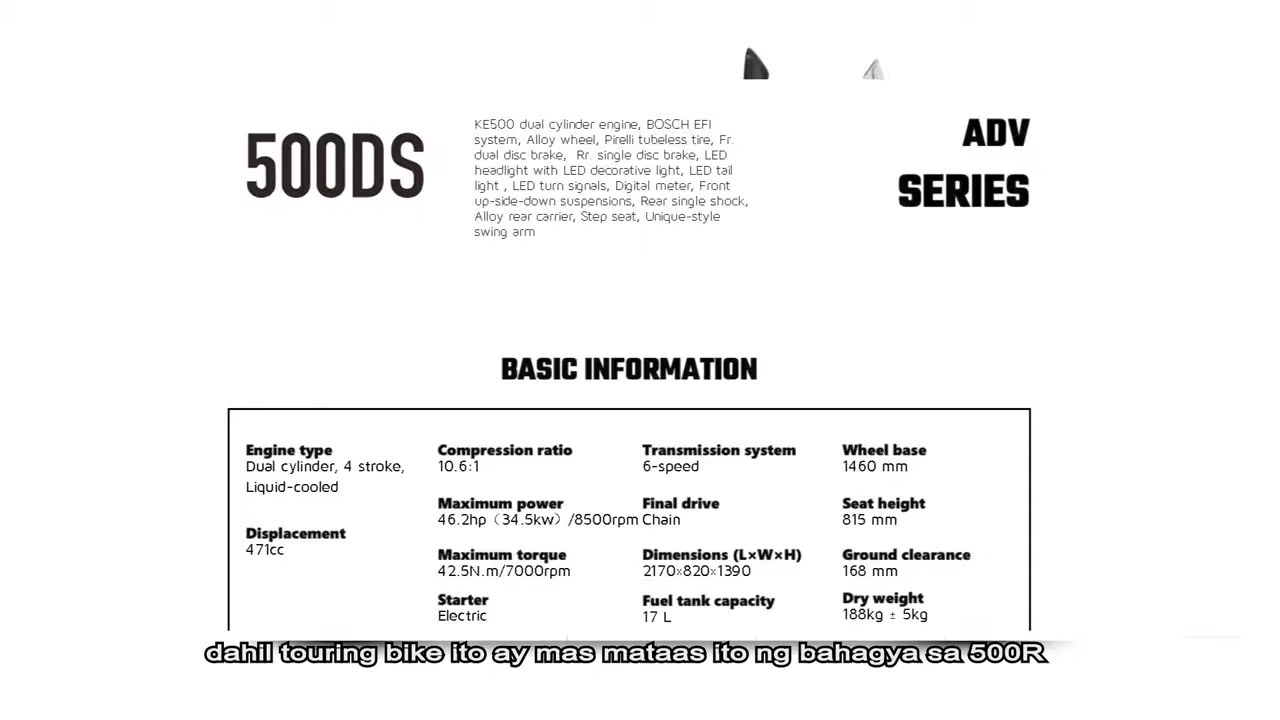 500DS
KE500 dual cylinder engine, BOSCH EFI
system, Alloy wheel, Pirelli tubeless tire, Fr.
dual disc brake, Rr. single disc brake, LED
headlight with LED decorative light, LED tail
light , LED turn signals, Digital meter, Front
up-side-down suspensions, Rear single shock,
Alloy rear carrier, Step seat, Unique-style
swing arm
ADV
SERIES
BASIC INFORMATION
Engine type
Dual cylinder, 4 stroke,
Liquid-cooled
Displacement
471cc
Compression ratio
10.6:1
Maximum power
46.2hp（34.5kw）/8500rpm
Maximum torque
42.5N.m/7000rpm
Starter
Electric
Transmission system
6-speed
Final drive
Chain
Dimensions (L×W×H)
2170×820×1390
Fuel tank capacity
17 L
Wheel base
1460 mm
Seat height
815 mm
Ground clearance
168 mm
Dry weight
188kg ± 5kg
dahil touring bike ito ay mas mataas ito ng bahagya sa 500R